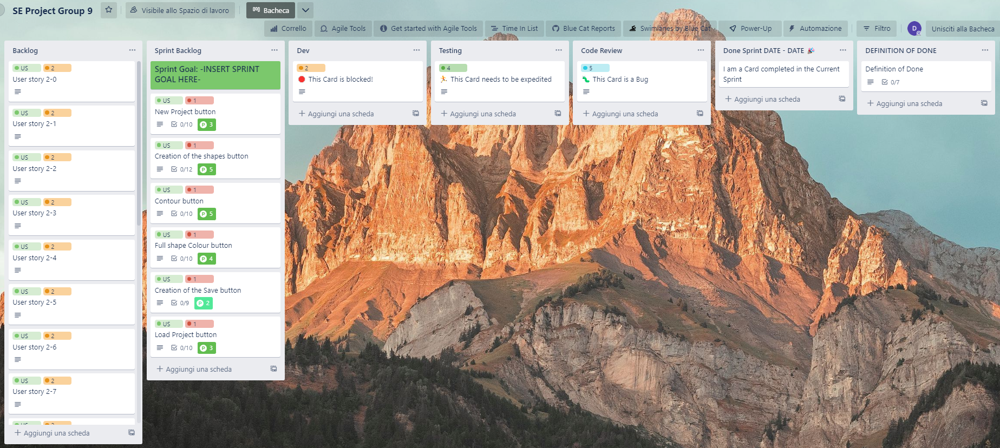 SE Project Group 9
Visibile allo Spazio di lavoro
Bacheca
Corrello
Agile Tools
Get started with Agile Tools
Time In List
Blue Cat Reports
Swimlanes by Blue Cat
Power-Up
Automazione
Filtro
D
Unisciti alla Bacheca
Backlog
US 2
User story 2-0
US 2
User story 2-1
US 2
User story 2-2
US 2
User story 2-3
US 2
User story 2-4
US 2
User story 2-5
US 2
User story 2-6
US 2
User story 2-7
US 2
+ Aggiungi una scheda
Sprint Backlog
Sprint Goal: -INSERT SPRINT
GOAL HERE-
US 1
New Project button
0/10 P 3
US 1
Creation of the shapes button
0/12 P 5
US 1
Contour button
0/10 P 5
US 1
Full shape Colour button
0/10 P 4
US 1
Creation of the Save button
0/9 P 2
US 1
Load Project button
0/10 P 3
+ Aggiungi una scheda
Dev
2
This Card is blocked!
+ Aggiungi una scheda
Testing
4
This Card needs to be expedited
+ Aggiungi una scheda
Code Review
5
This Card is a Bug
+ Aggiungi una scheda
Done Sprint DATE - DATE 🎉
I am a Card completed in the Current
Sprint
+ Aggiungi una scheda
DEFINITION OF DONE
Definition of Done
0/7
+ Aggiungi una scheda